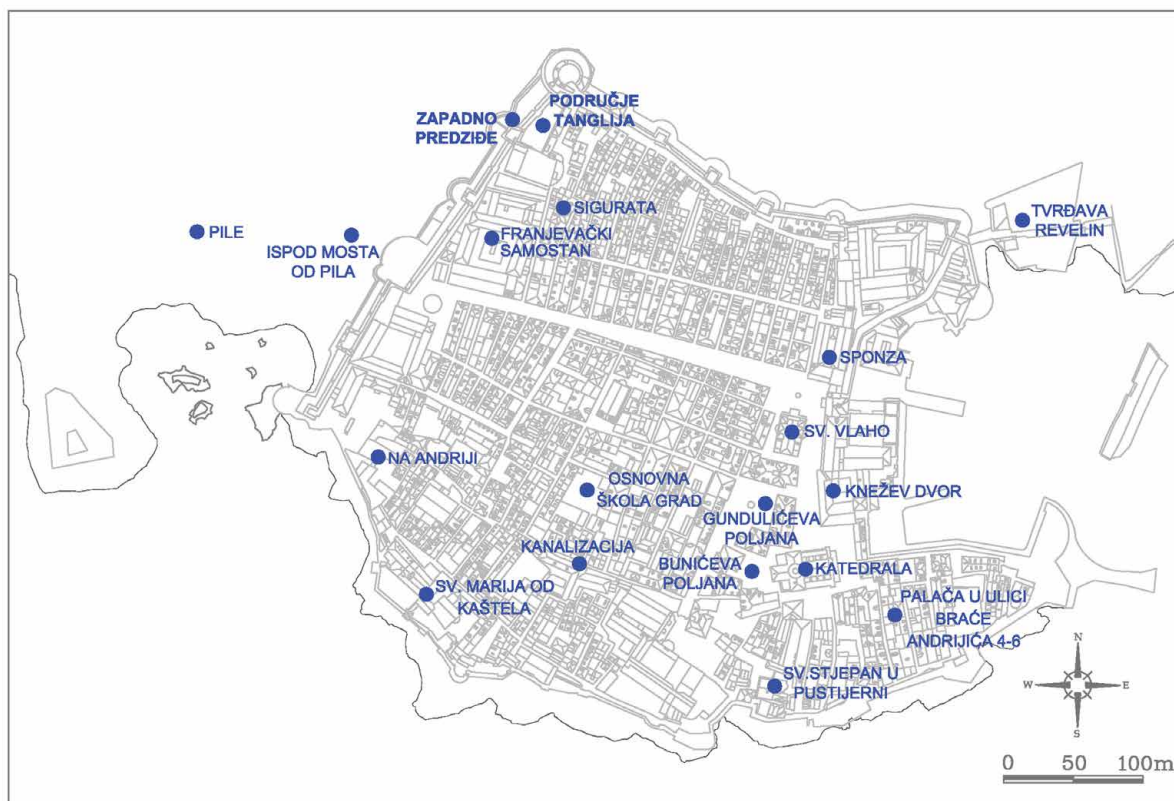 ZAPADNO
PREDZIĐE
PODRUČJE
TANGLIJA
SIGURATA
FRANJEVAČKI
SAMOSTAN
PILE
ISPOD MOSTA
OD PILA
TVRĐAVA
REVELIN
SPONZA
SV. VLAHO
NA ANDRIJI
OSNOVNA
ŠKOLA GRAD
KNEŽEV DVOR
GUNDULIĆEVA
POLJANA
KANALIZACIJA
BUNIĆEVA
POLJANA
KATEDRALA
SV. MARIJA OD
KAŠTELA
PALAČA U ULICI
BRAĆE
ANDRIJIĆA 4-6
SV.STJEPAN U
PUSTIJERNI
N
W
E
S
0 50 100m